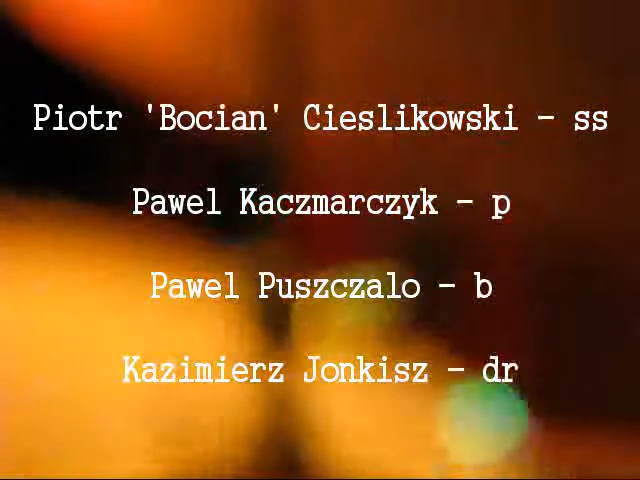 Piotr 'Bocian' Cieslikowski - ss
Pawel Kaczmarczyk - p
Pawel Puszczalo - b
Kazimierz Jonkisz - dr